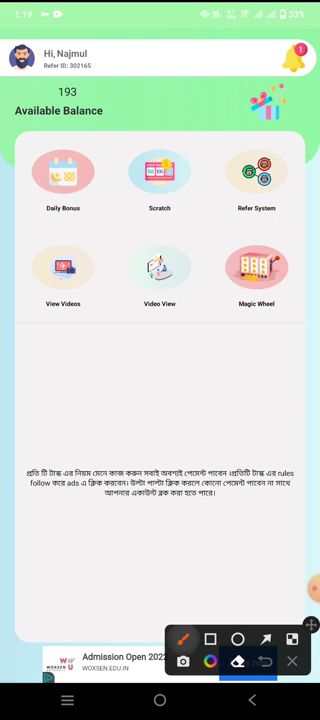 1:19
33%
Hi, Najmul
1
Refer ID: 302165
193
Available Balance
Daily Bonus
Scratch
Refer System
View Videos
Video View
Magic Wheel
প্রতি টি টাস্ক এর নিয়ম মেনে কাজ করুন সবাই অবশ্যই পেমেন্ট পাবেন ।প্রতিটি টাস্ক এর rules
follow করে ads এ ক্লিক করবেন। উল্টা পাল্টা ক্লিক করলে কোনো পেমেন্ট পাবেন না সাথে
আপনার একাউন্ট ব্লক করা হতে পারে।
Admission Open 2022
WOXSEN
WOXSEN.EDU.IN